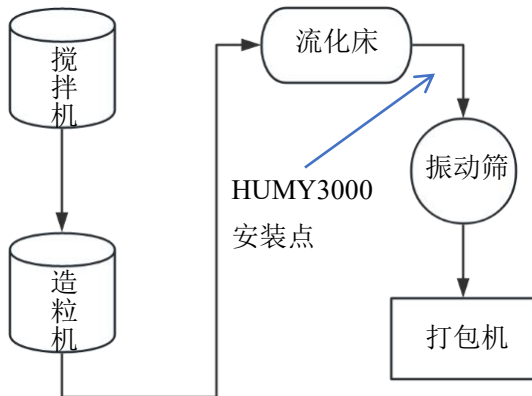 搅拌机
流化床
振动筛
HUMY3000
安装点
造粒机
打包机